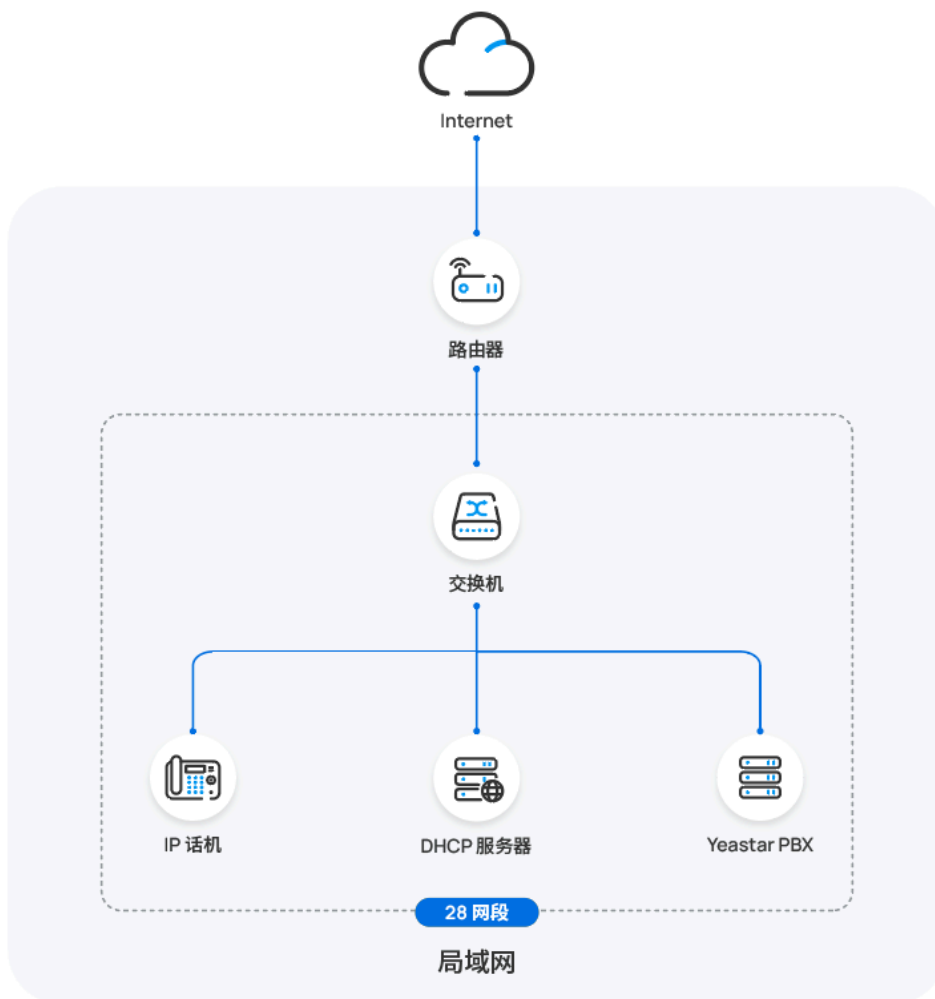 Internet
路由器
交换机
IP 话机
DHCP 服务器
Yeastar PBX
28 网段
局域网